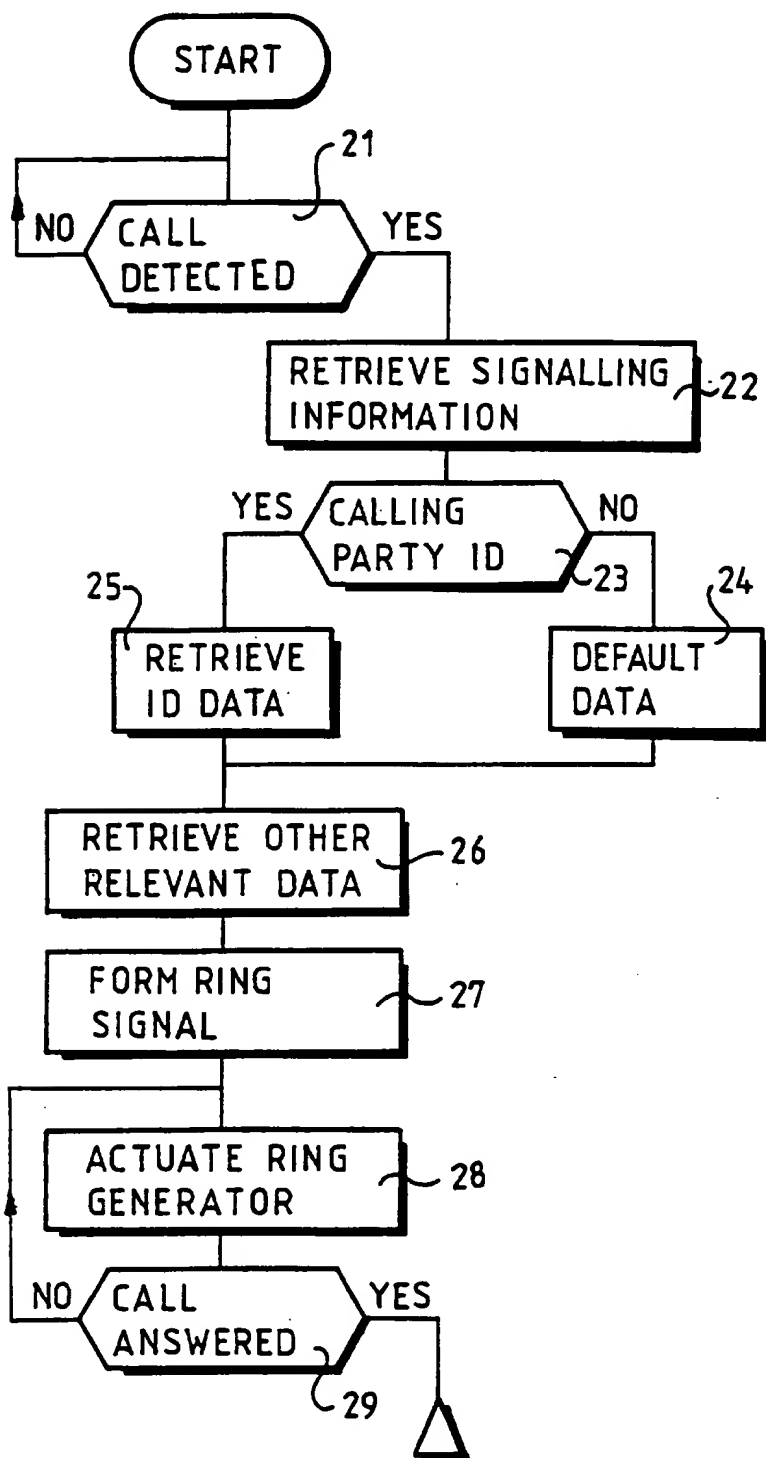 START
21
NO
CALL
DETECTED
YES
RETRIEVE SIGNALLING
INFORMATION
22
YES
CALLING
PARTY ID
NO
23
25
RETRIEVE
ID DATA
24
DEFAULT
DATA
RETRIEVE OTHER
RELEVANT DATA
26
FORM RING
SIGNAL
27
ACTUATE RING
GENERATOR
28
NO
CALL
ANSWERED
YES
29